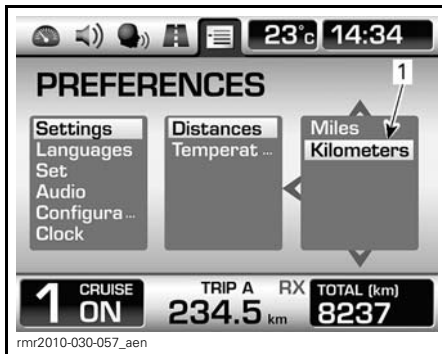 23°c 14:34
1
PREFERENCES
Settings Distances Miles
Languages Temperat ... Kilometers
Set
Audio
Configura ...
Clock
1 CRUISE ON TRIP A 234.5 km RX TOTAL (km) 8237
rmr2010-030-057_aen